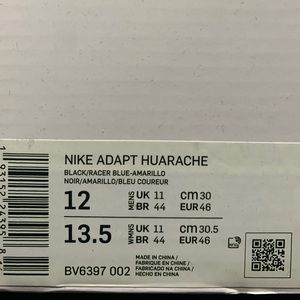 NIKE ADAPT HUARACHE
BLACK/RACER BLUE-AMARILLO
NOIR/AMARILLO/BLEU COUREUR
12 MENS UK 11 CM 30
BR 44 EUR 46
13.5 WMNS UK 11 CM 30.5
BR 44 EUR 46
BV6397 002
MADE IN CHINA /
FABRIQUÉ EN CHINE /
FABRICADO NA CHINA /
HECHO EN CHINA